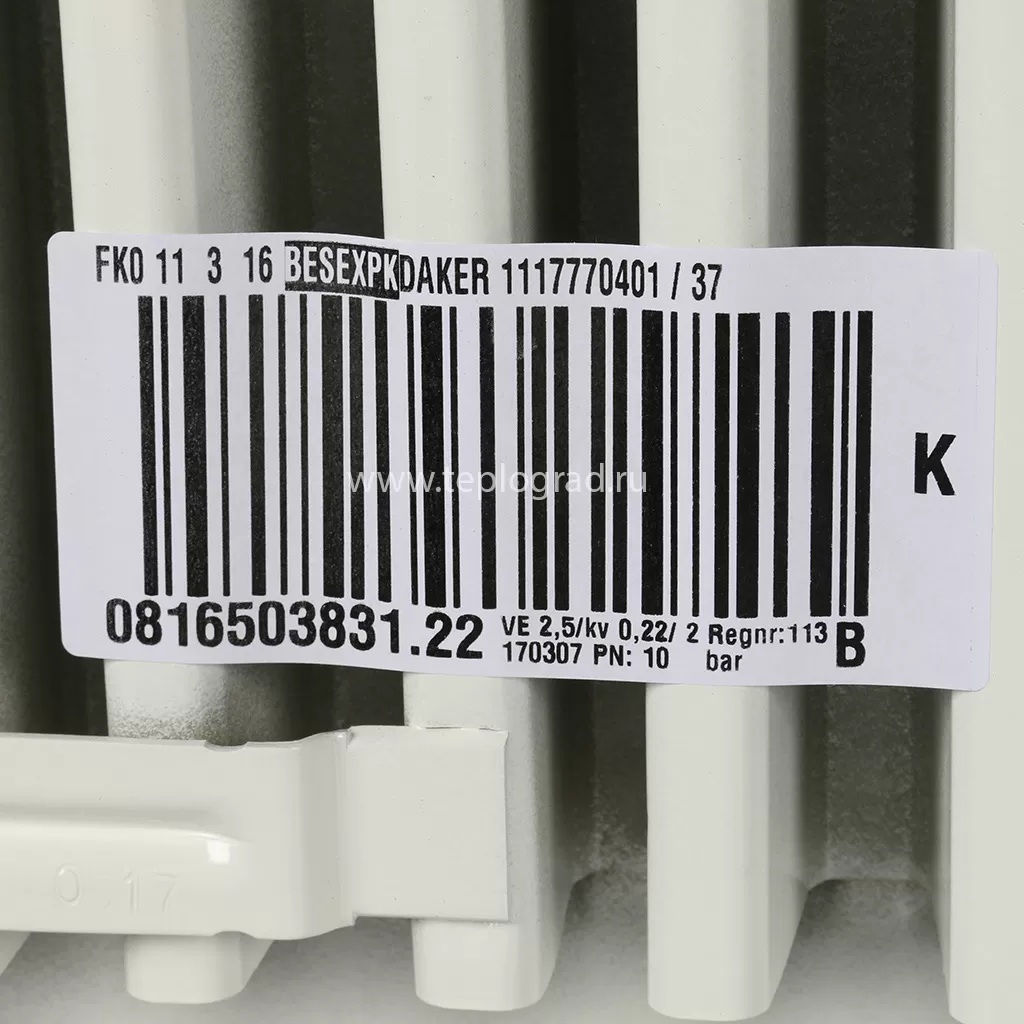 FK0 11 3 16 BESEXPKDAKER 1117770401 / 37
www.teplograd.ru
K
0816503831.22
VE 2,5/kv 0,22/ 2 Regnr:113
170307 PN: 10 bar
B